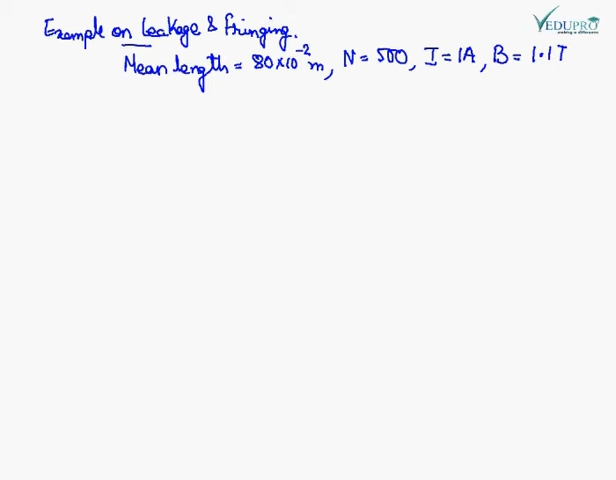 Example on Leakage & Fringing.
VEDUPRO
making a difference
Mean length = 80×10⁻² m, N = 500, I = 1A, B = 1.1T